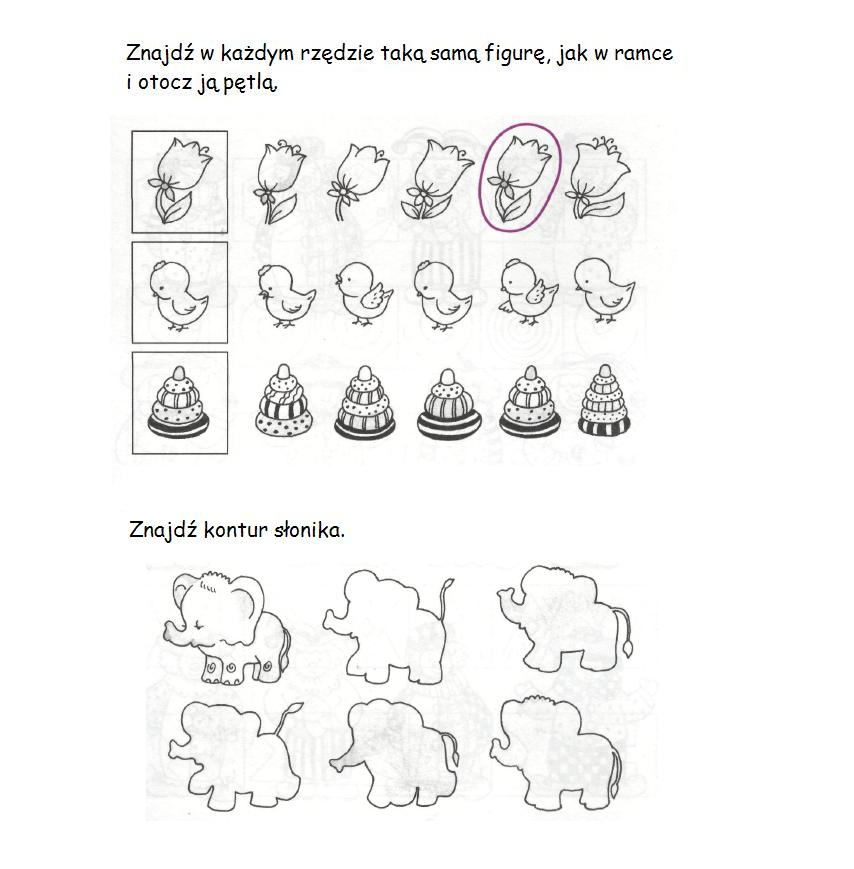 Znajdź w każdym rzędzie taką samą figurę, jak w ramce
i otocz ją pętlą.
Znajdź kontur słonika.